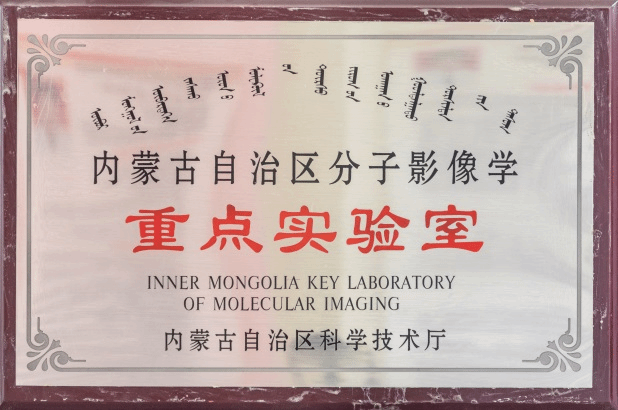 内蒙古自治区分子影像学
重点实验室
INNER MONGOLIA KEY LABORATORY
OF MOLECULAR IMAGING
内蒙古自治区科学技术厅